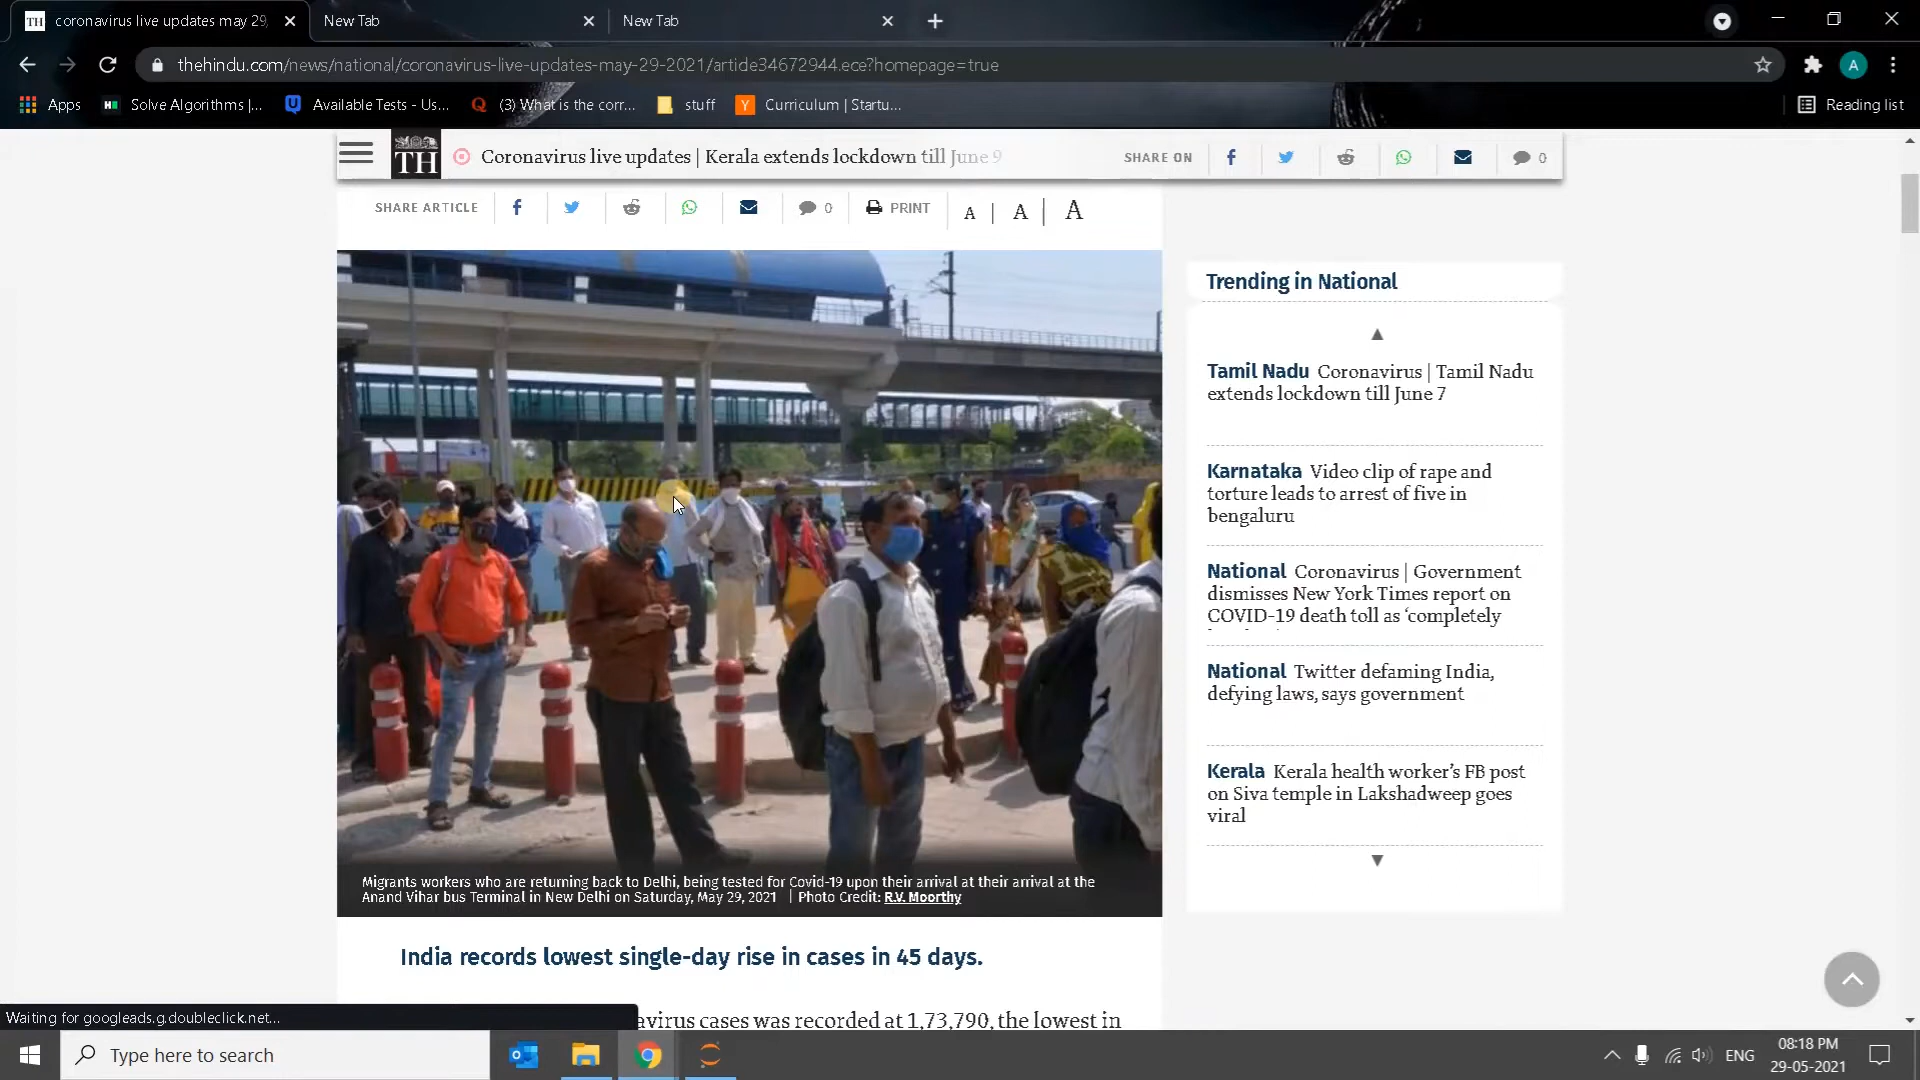 TH coronavirus live updates may 29,
New Tab
New Tab
thehindu.com/news/national/coronavirus-live-updates-may-29-2021/article34672944.ece?homepage=true
A
Apps
Solve Algorithms |...
Available Tests - Us...
(3) What is the corr...
stuff
Y Curriculum | Startu...
Reading list
TH
Coronavirus live updates | Kerala extends lockdown till June 9
SHARE ON
0
SHARE ARTICLE
0
PRINT
A | A | A
Migrants workers who are returning back to Delhi, being tested for Covid-19 upon their arrival at their arrival at the
Anand Vihar bus Terminal in New Delhi on Saturday, May 29, 2021 | Photo Credit: R.V. Moorthy
India records lowest single-day rise in cases in 45 days.
avirus cases was recorded at 1,73,790, the lowest in
Trending in National
Tamil Nadu Coronavirus | Tamil Nadu
extends lockdown till June 7
Karnataka Video clip of rape and
torture leads to arrest of five in
bengaluru
National Coronavirus | Government
dismisses New York Times report on
COVID-19 death toll as ‘completely
National Twitter defaming India,
defying laws, says government
Kerala Kerala health worker’s FB post
on Siva temple in Lakshadweep goes
viral
Waiting for googleads.g.doubleclick.net...
Type here to search
ENG
08:18 PM
29-05-2021